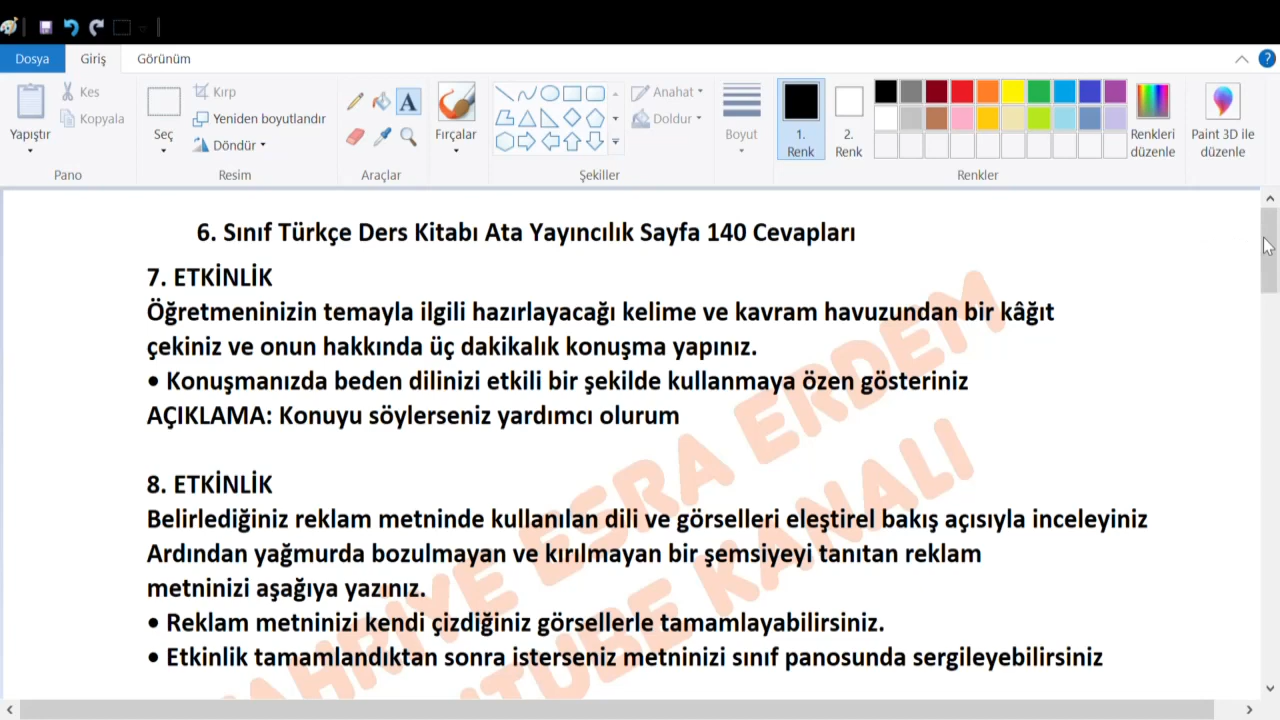 Dosya Giriş Görünüm
Yapıştır
Kes
Kopyala
Pano
Seç
Kırp
Yeniden boyutlandır
Döndür
Resim
A
Araçlar
Fırçalar
Şekiller
Anahat
Doldur
Boyut
1.
Renk
2.
Renk
Renkler
Renkleri
düzenle
Paint 3D ile
düzenle
?
6. Sınıf Türkçe Ders Kitabı Ata Yayıncılık Sayfa 140 Cevapları
7. ETKİNLİK
Öğretmeninizin temayla ilgili hazırlayacağı kelime ve kavram havuzundan bir kâğıt
çekiniz ve onun hakkında üç dakikalık konuşma yapınız.
• Konuşmanızda beden dilinizi etkili bir şekilde kullanmaya özen gösteriniz
AÇIKLAMA: Konuyu söylerseniz yardımcı olurum
8. ETKİNLİK
Belirlediğiniz reklam metninde kullanılan dili ve görselleri eleştirel bakış açısıyla inceleyiniz
Ardından yağmurda bozulmayan ve kırılmayan bir şemsiyeyi tanıtan reklam
metninizi aşağıya yazınız.
• Reklam metninizi kendi çizdiğiniz görsellerle tamamlayabilirsiniz.
• Etkinlik tamamlandıktan sonra isterseniz metninizi sınıf panosunda sergileyebilirsiniz
ESRA ERDEM
KANALI